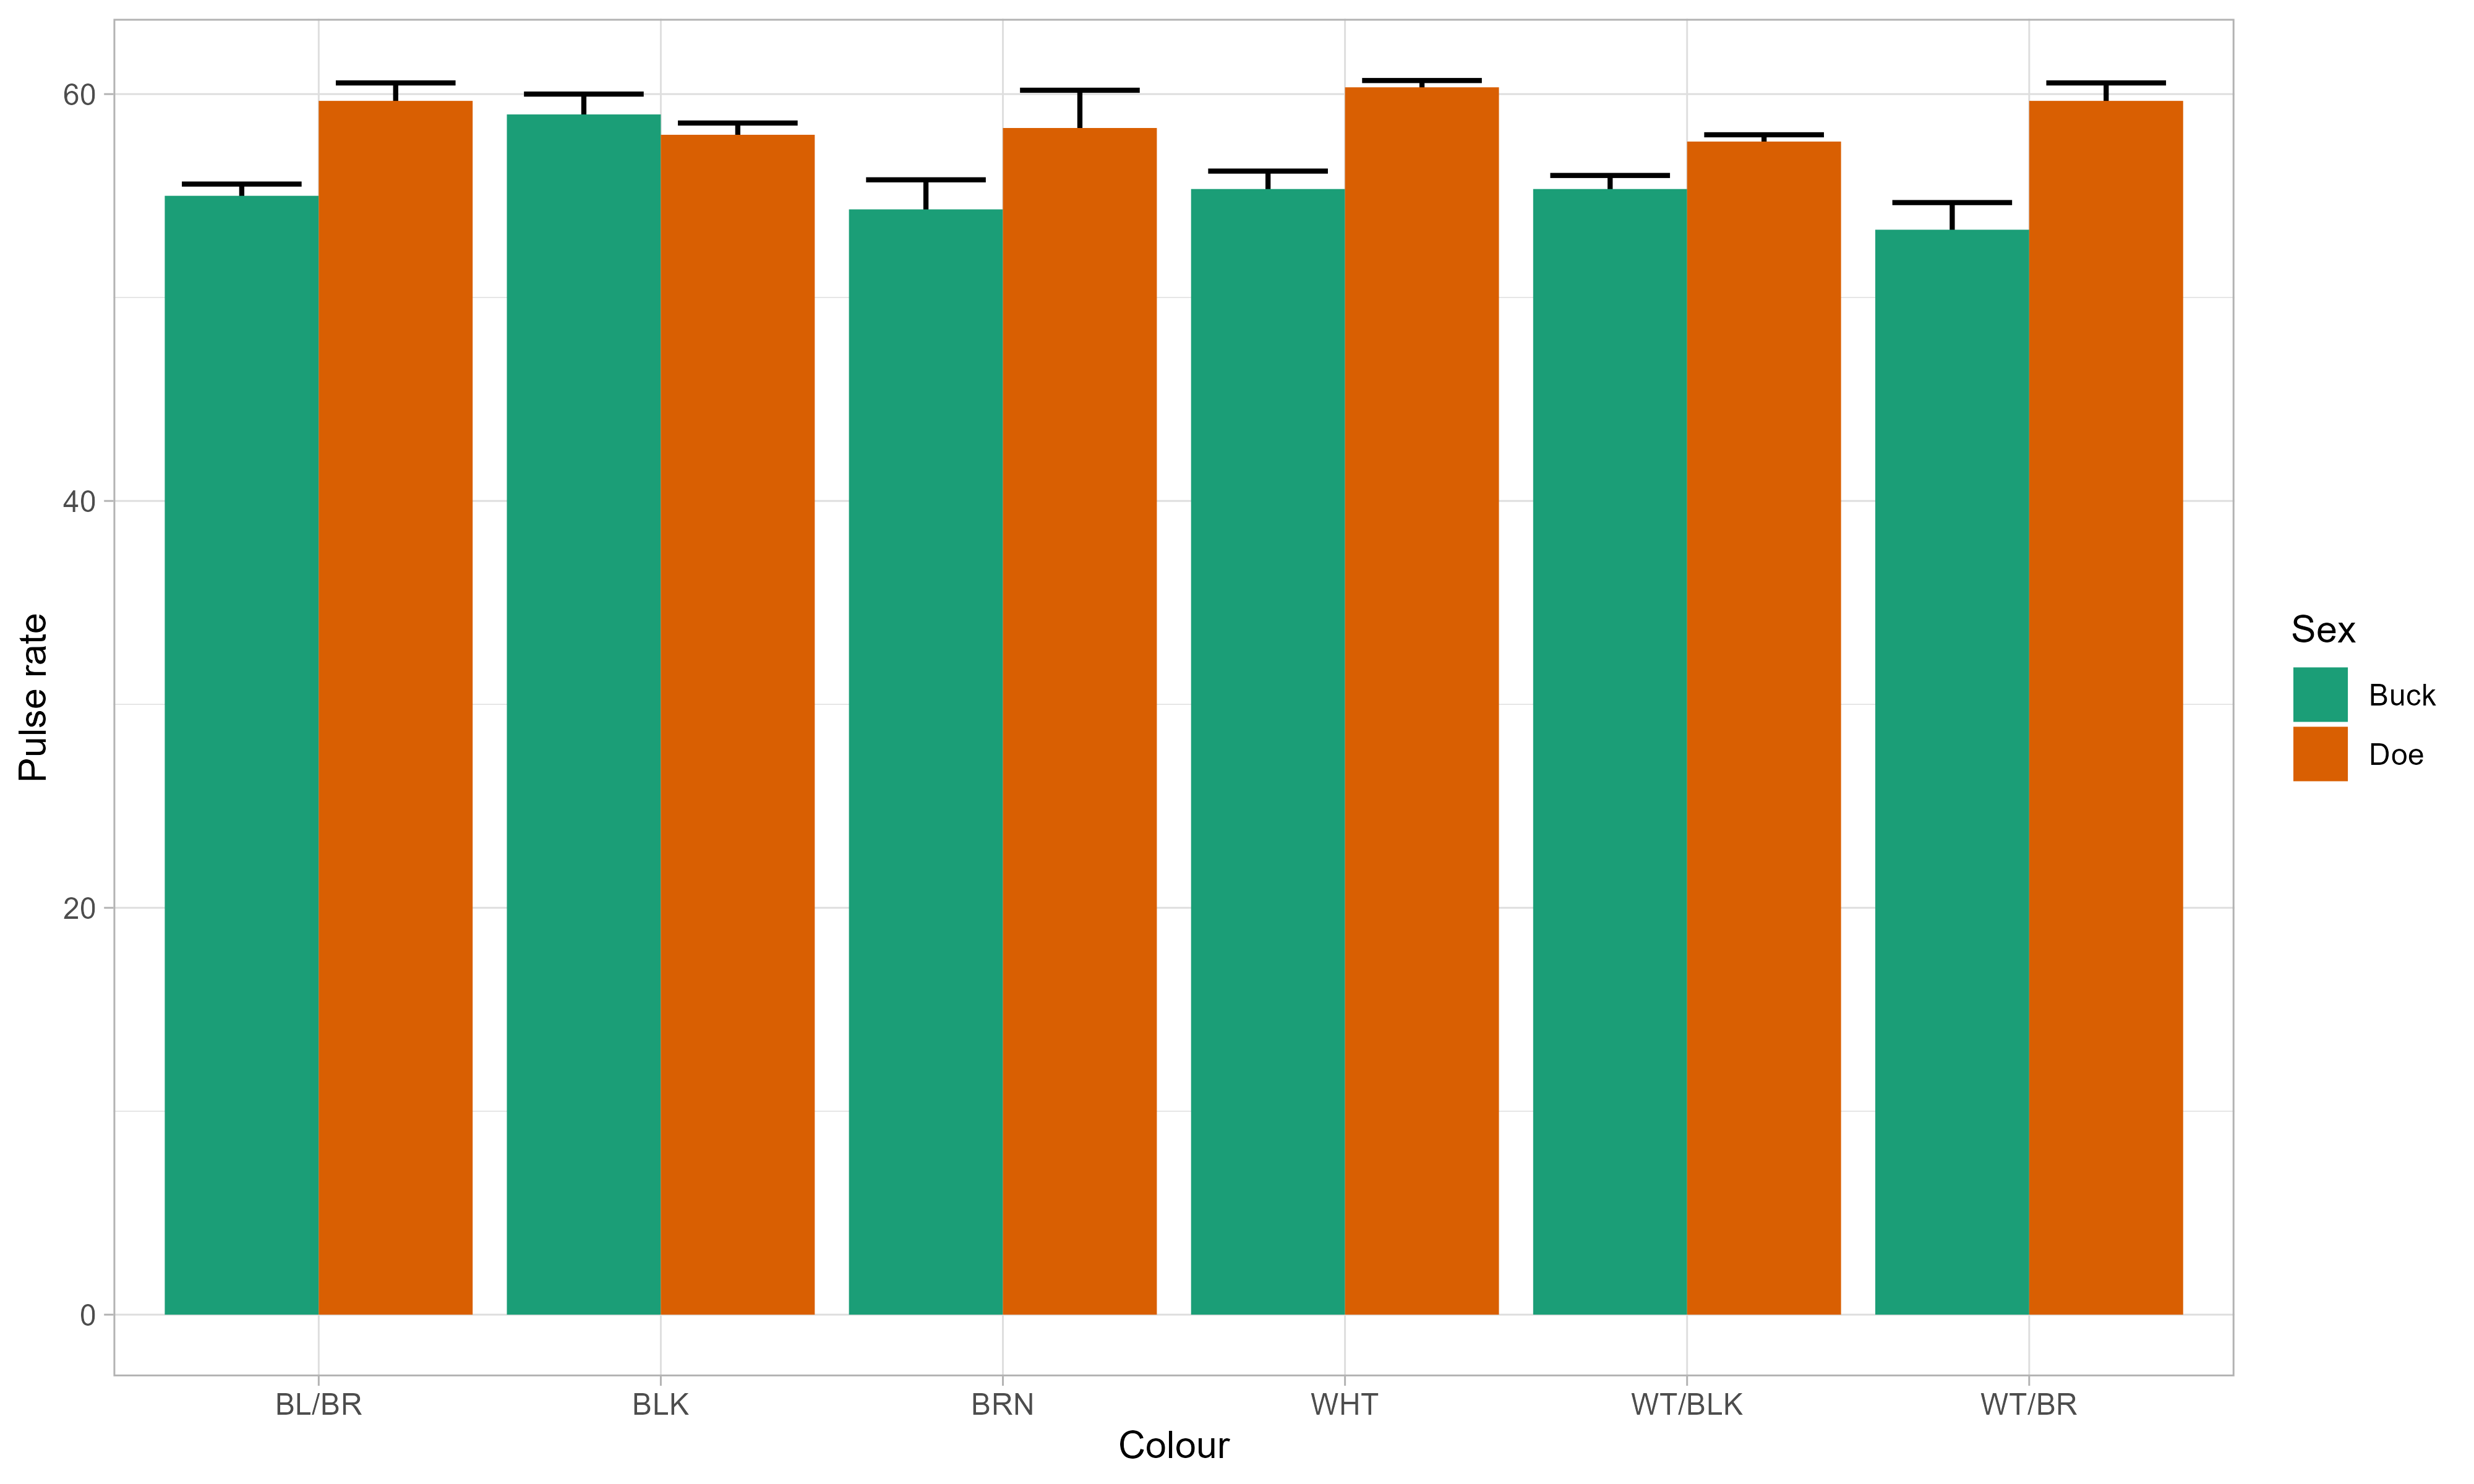 60
40
20
0
Pulse rate
BL/BR BLK BRN WHT WT/BLK WT/BR
Colour
Sex
Buck
Doe